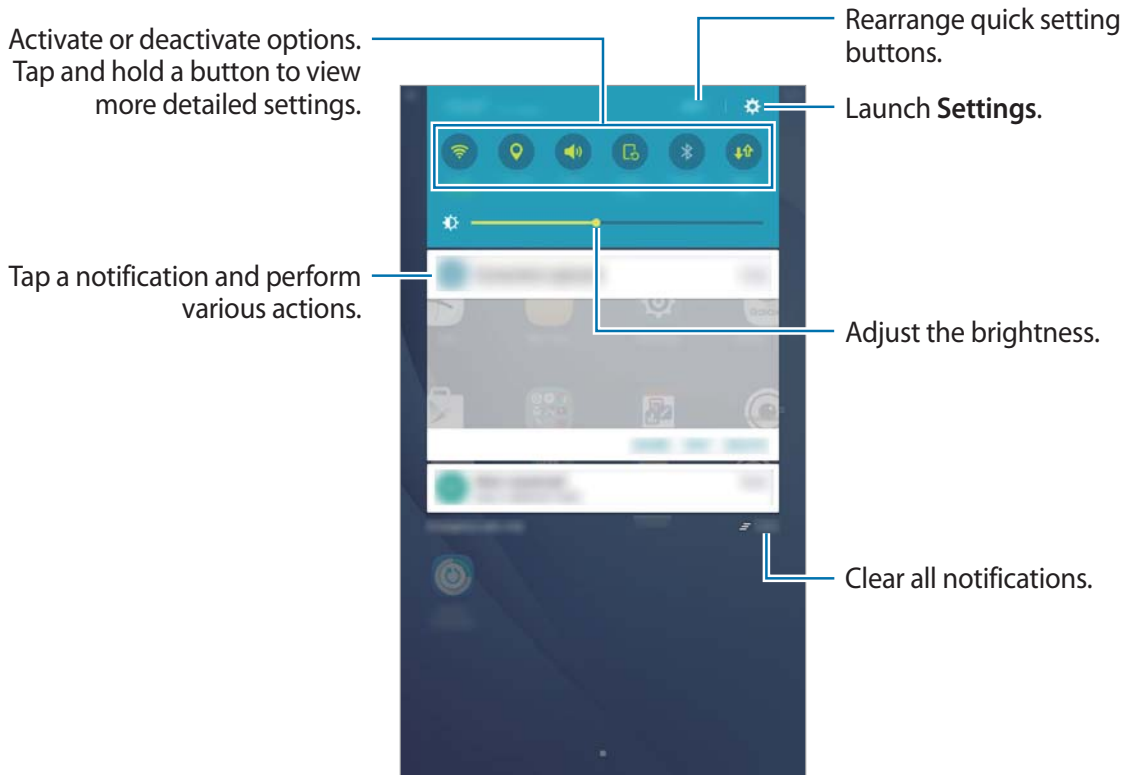 Activate or deactivate options.
Tap and hold a button to view
more detailed settings.
Rearrange quick setting
buttons.
Launch Settings.
Tap a notification and perform
various actions.
Adjust the brightness.
Clear all notifications.